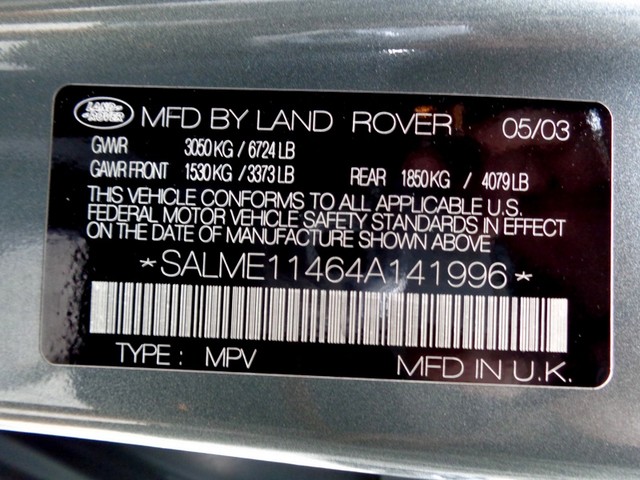 LAND-ROVER MFD BY LAND ROVER 05/03
GVWR 3050 KG / 6724 LB
GAWR FRONT 1530 KG / 3373 LB REAR 1850 KG / 4079 LB
THIS VEHICLE CONFORMS TO ALL APPLICABLE U.S.
FEDERAL MOTOR VEHICLE SAFETY STANDARDS IN EFFECT
ON THE DATE OF MANUFACTURE SHOWN ABOVE
*SALME11464A141996*
TYPE : MPV MFD IN U.K.